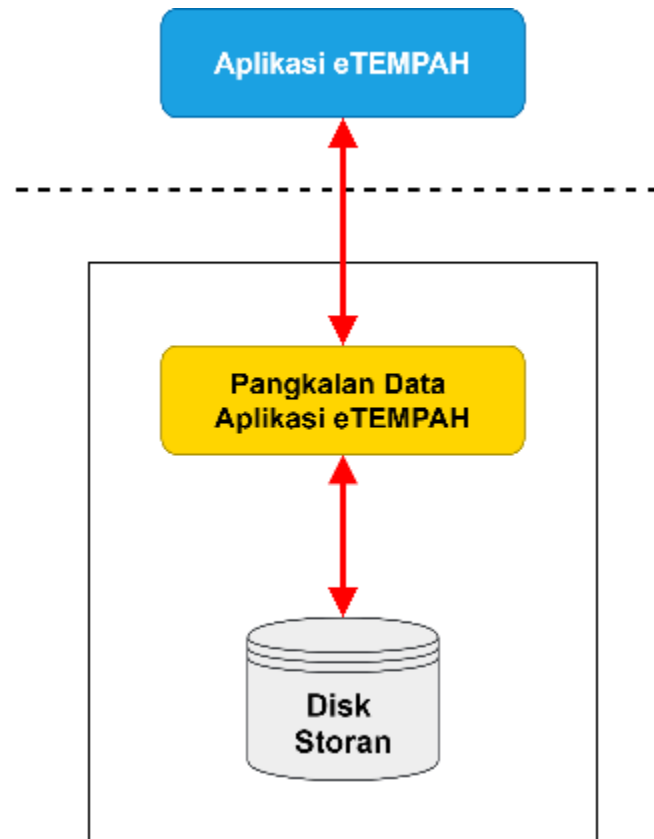 Aplikasi eTEMPAH
Pangkalan Data
Aplikasi eTEMPAH
Disk
Storan